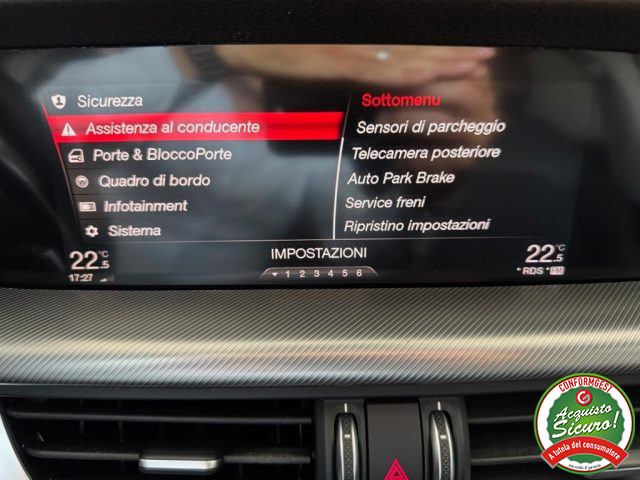 Sicurezza
Assistenza al conducente
Porte & BloccoPorte
Quadro di bordo
Infotainment
Sistema
Sottomenu
Sensori di parcheggio
Telecamera posteriore
Auto Park Brake
Service freni
Ripristino impostazioni
22.5°C
17:27
IMPOSTAZIONI
1 2 3 4 5 6
22.5°C
RDS FM
CONFORMGEST
Acquisto
Sicuro!
A tutela del consumatore